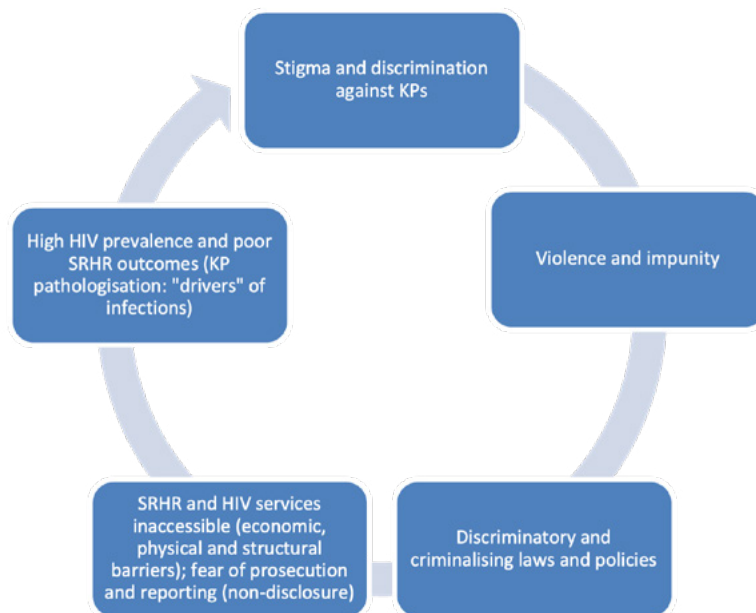 Stigma and discrimination
against KPs
Violence and impunity
Discriminatory and
criminalising laws and policies
SRHR and HIV services
inaccessible (economic,
physical and structural
barriers); fear of prosecution
and reporting (non-disclosure)
High HIV prevalence and poor
SRHR outcomes (KP
pathologisation: "drivers" of
infections)